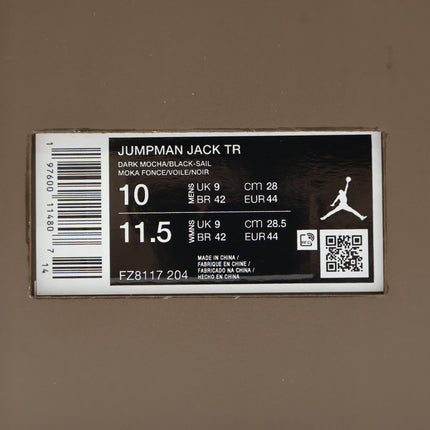 JUMPMAN JACK TR
DARK MOCHA/BLACK-SAIL
MOKA FONCE/VOILE/NOIR
10 MENS UK 9 CM 28
BR 42 EUR 44
11.5 WMNS UK 9 CM 28.5
BR 42 EUR 44
MADE IN CHINA /
FABRIQUE EN CHINE /
FABRICADO NA CHINA /
HECHO EN CHINA
FZ8117 204
1 97600 11480 7 14